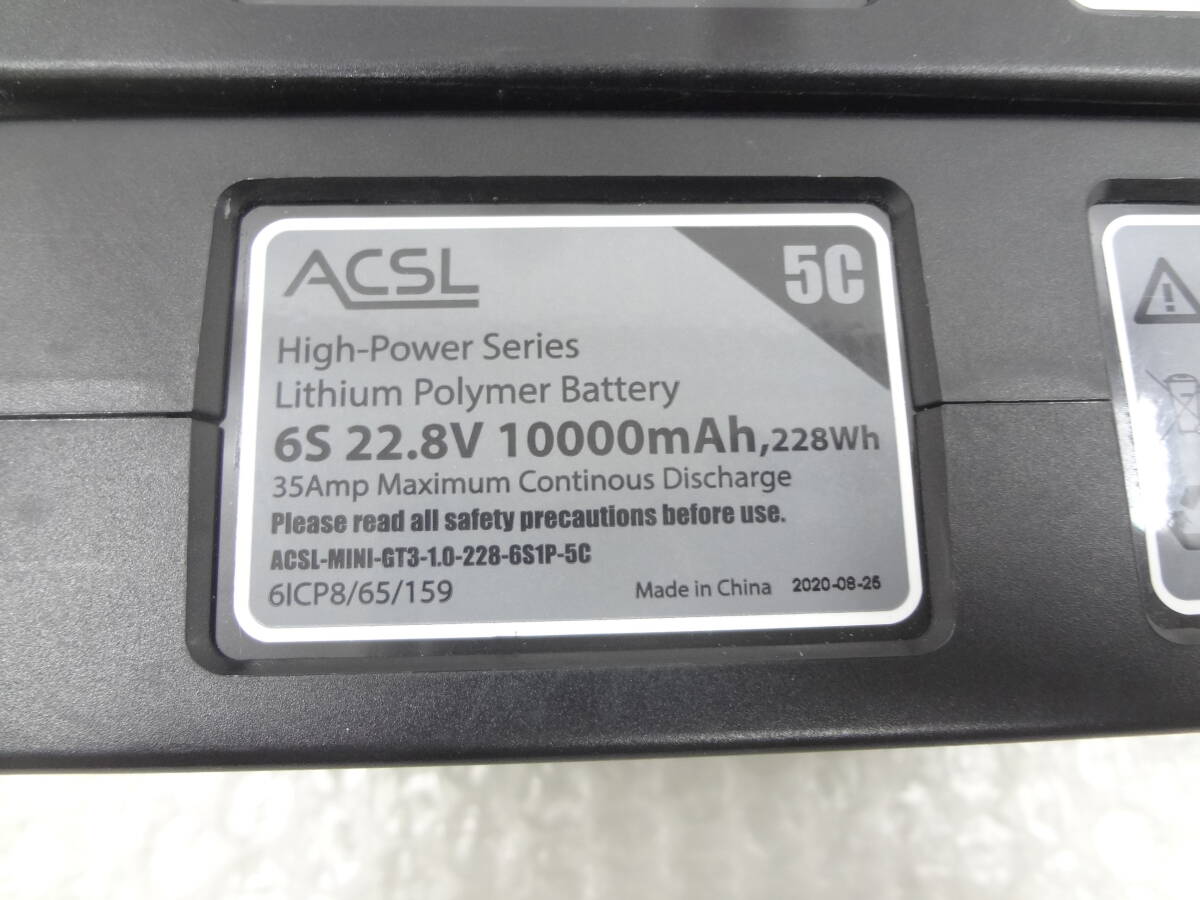 ACSL
5C
High-Power Series
Lithium Polymer Battery
6S 22.8V 10000mAh,228Wh
35Amp Maximum Continous Discharge
Please read all safety precautions before use.
ACSL-MINI-GT3-1.0-228-6S1P-5C
6ICP8/65/159
Made in China 2020-08-26